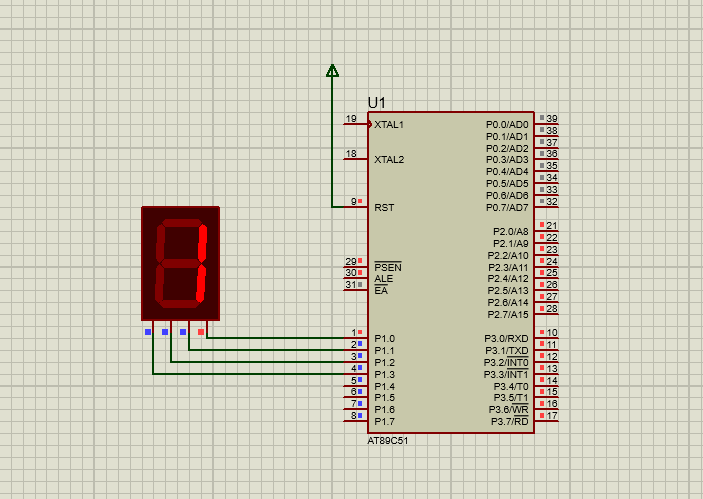 U1
19 XTAL1 P0.0/AD0 39
P0.1/AD1 38
P0.2/AD2 37
18 XTAL2 P0.3/AD3 36
P0.4/AD4 35
P0.5/AD5 34
P0.6/AD6 33
9 RST P0.7/AD7 32
P2.0/A8 21
P2.1/A9 22
P2.2/A10 23
29 PSEN P2.3/A11 24
30 ALE P2.4/A12 25
31 EA P2.5/A13 26
P2.6/A14 27
P2.7/A15 28
1 P1.0 P3.0/RXD 10
2 P1.1 P3.1/TXD 11
3 P1.2 P3.2/INT0 12
4 P1.3 P3.3/INT1 13
5 P1.4 P3.4/T0 14
6 P1.5 P3.5/T1 15
7 P1.6 P3.6/WR 16
8 P1.7 P3.7/RD 17
AT89C51
1